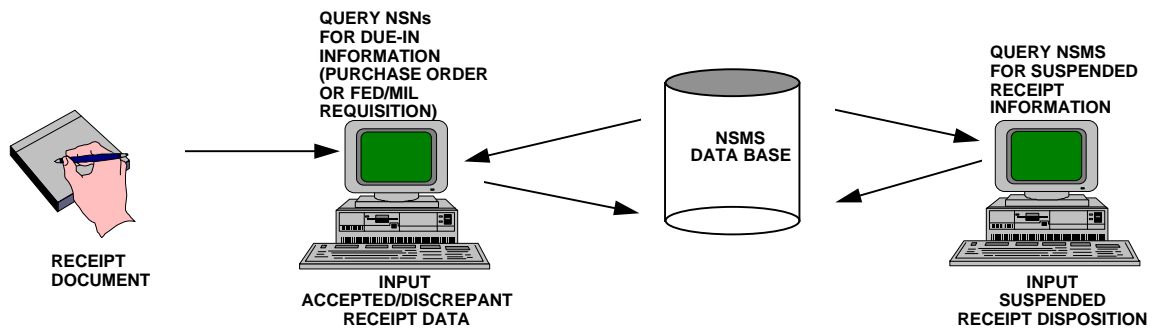 QUERY NSNs
FOR DUE-IN
INFORMATION
(PURCHASE ORDER
OR FED/MIL
REQUISITION)
RECEIPT
DOCUMENT
INPUT
ACCEPTED/DISCREPANT
RECEIPT DATA
NSMS
DATA BASE
QUERY NSMS
FOR SUSPENDED
RECEIPT
INFORMATION
INPUT
SUSPENDED
RECEIPT DISPOSITION